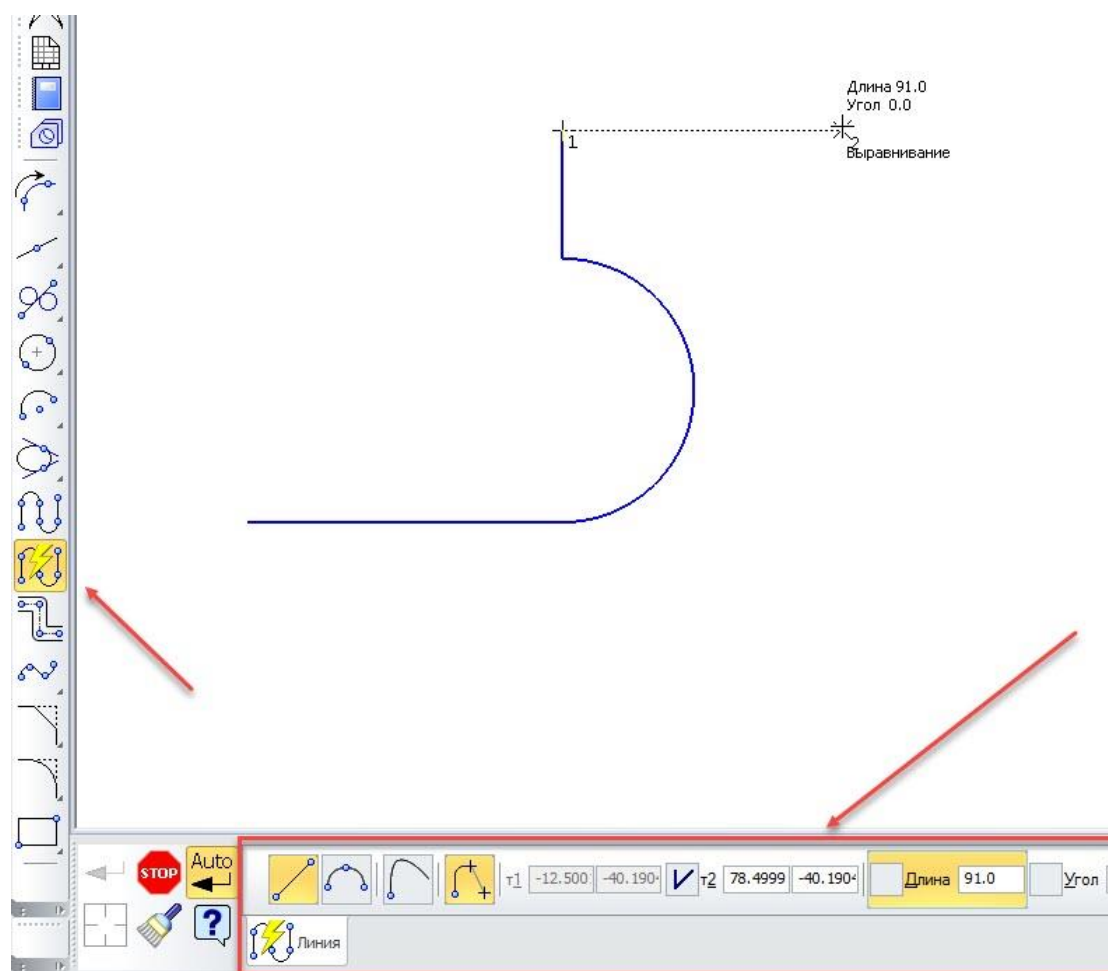 Длина 91.0
Угол 0.0
1
2
Выравнивание
STOP
Auto
т1 -12.500 -40.190 т2 78.4999 -40.190 Длина 91.0 Угол
?
Линия